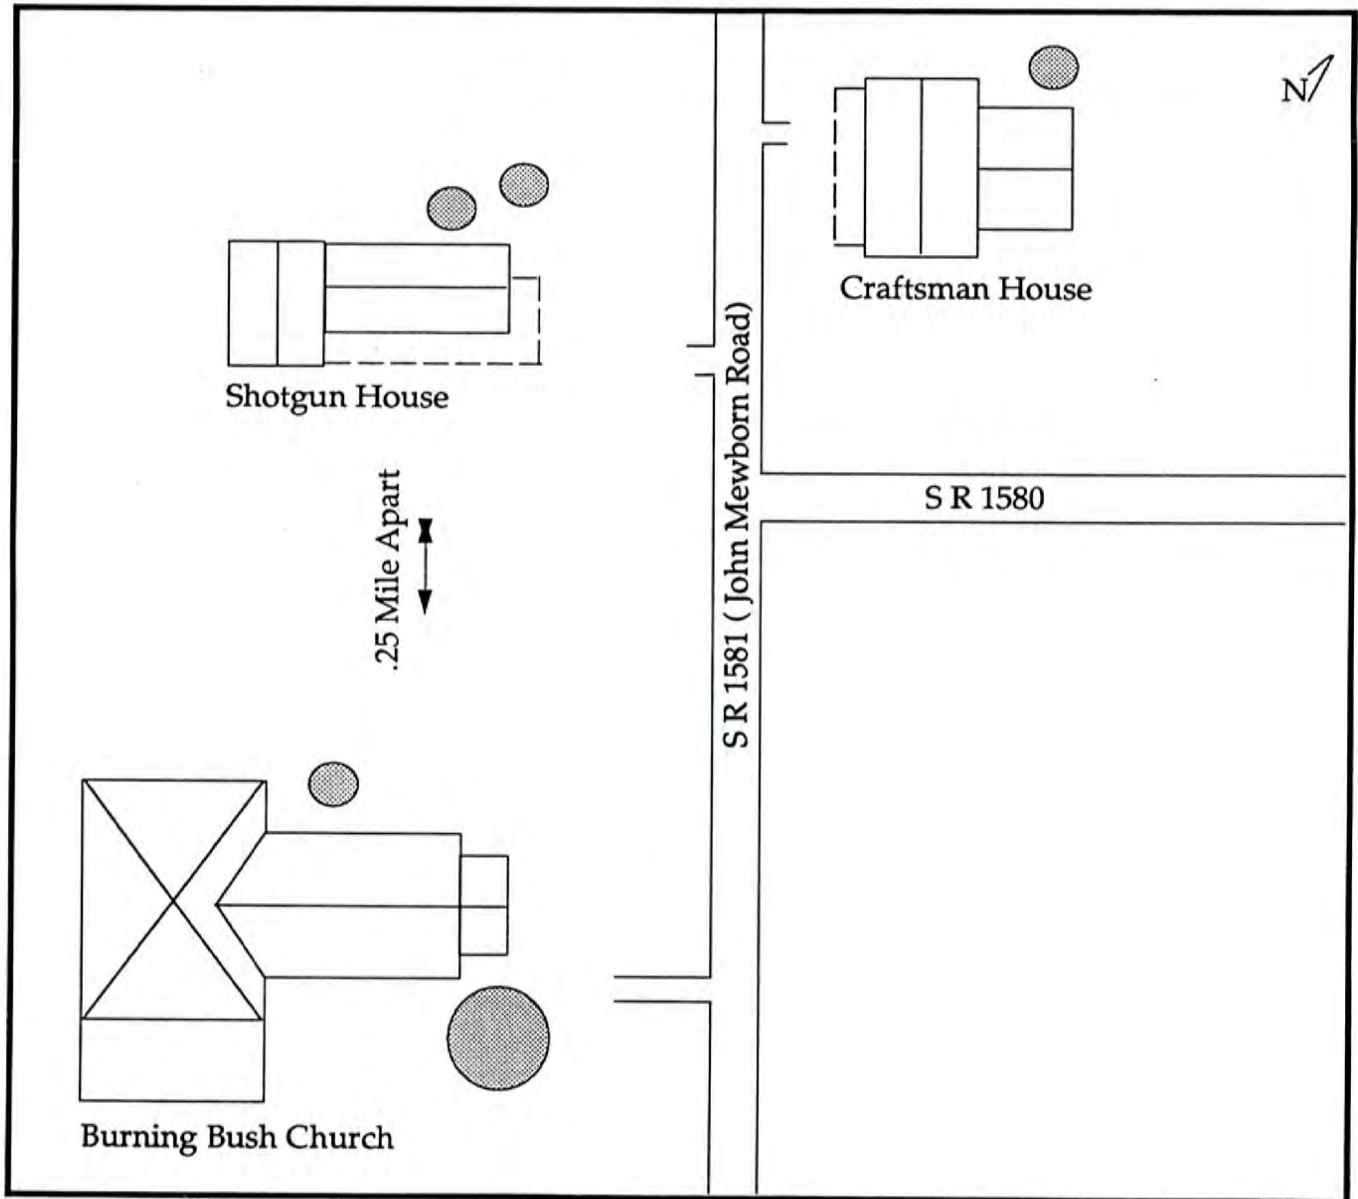 N
Craftsman House
Shotgun House
S R 1581 ( John Mewborn Road)
.25 Mile Apart
S R 1580
Burning Bush Church